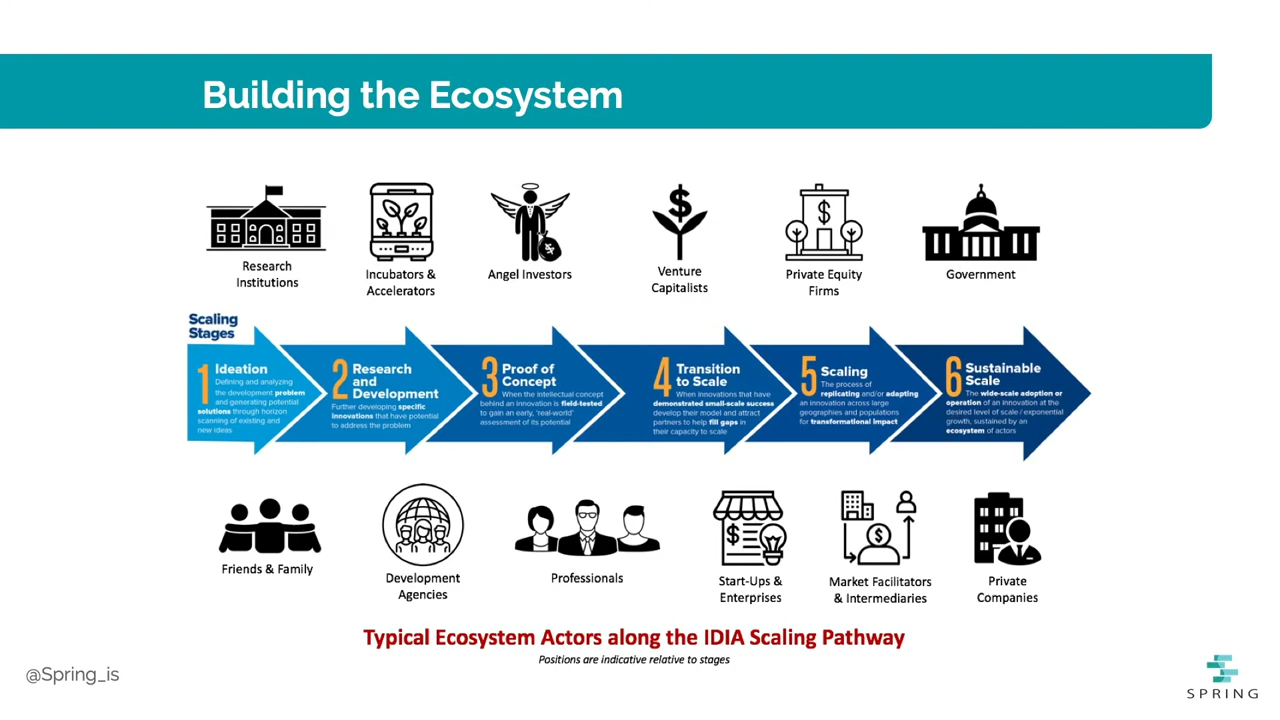 Building the Ecosystem
Research
Institutions
Incubators &
Accelerators
Angel Investors
Venture
Capitalists
Private Equity
Firms
Government
Scaling
Stages
1 Ideation
Defining and analyzing
the development problem
and generating potential
solutions through horizon
scanning of existing and
new ideas
2 Research
and
Development
Further developing specific
innovations that have potential
to address the problem
3 Proof of
Concept
When the intellectual concept
behind an innovation is field-tested
to gain an early, 'real-world'
assessment of its potential
4 Transition
to Scale
When innovations that have
demonstrated small-scale success
develop their model and attract
partners to help fill gaps in
their capacity to scale
5 Scaling
The process of
replicating and/or adapting
an innovation across large
geographies and populations
for transformational impact
6 Sustainable
Scale
The wide-scale adoption or
operation of an innovation at the
desired level of scale / exponential
growth, sustained by an
ecosystem of actors
Friends & Family
Development
Agencies
Professionals
Start-Ups &
Enterprises
Market Facilitators
& Intermediaries
Private
Companies
Typical Ecosystem Actors along the IDIA Scaling Pathway
Positions are indicative relative to stages
@Spring_is
SPRING